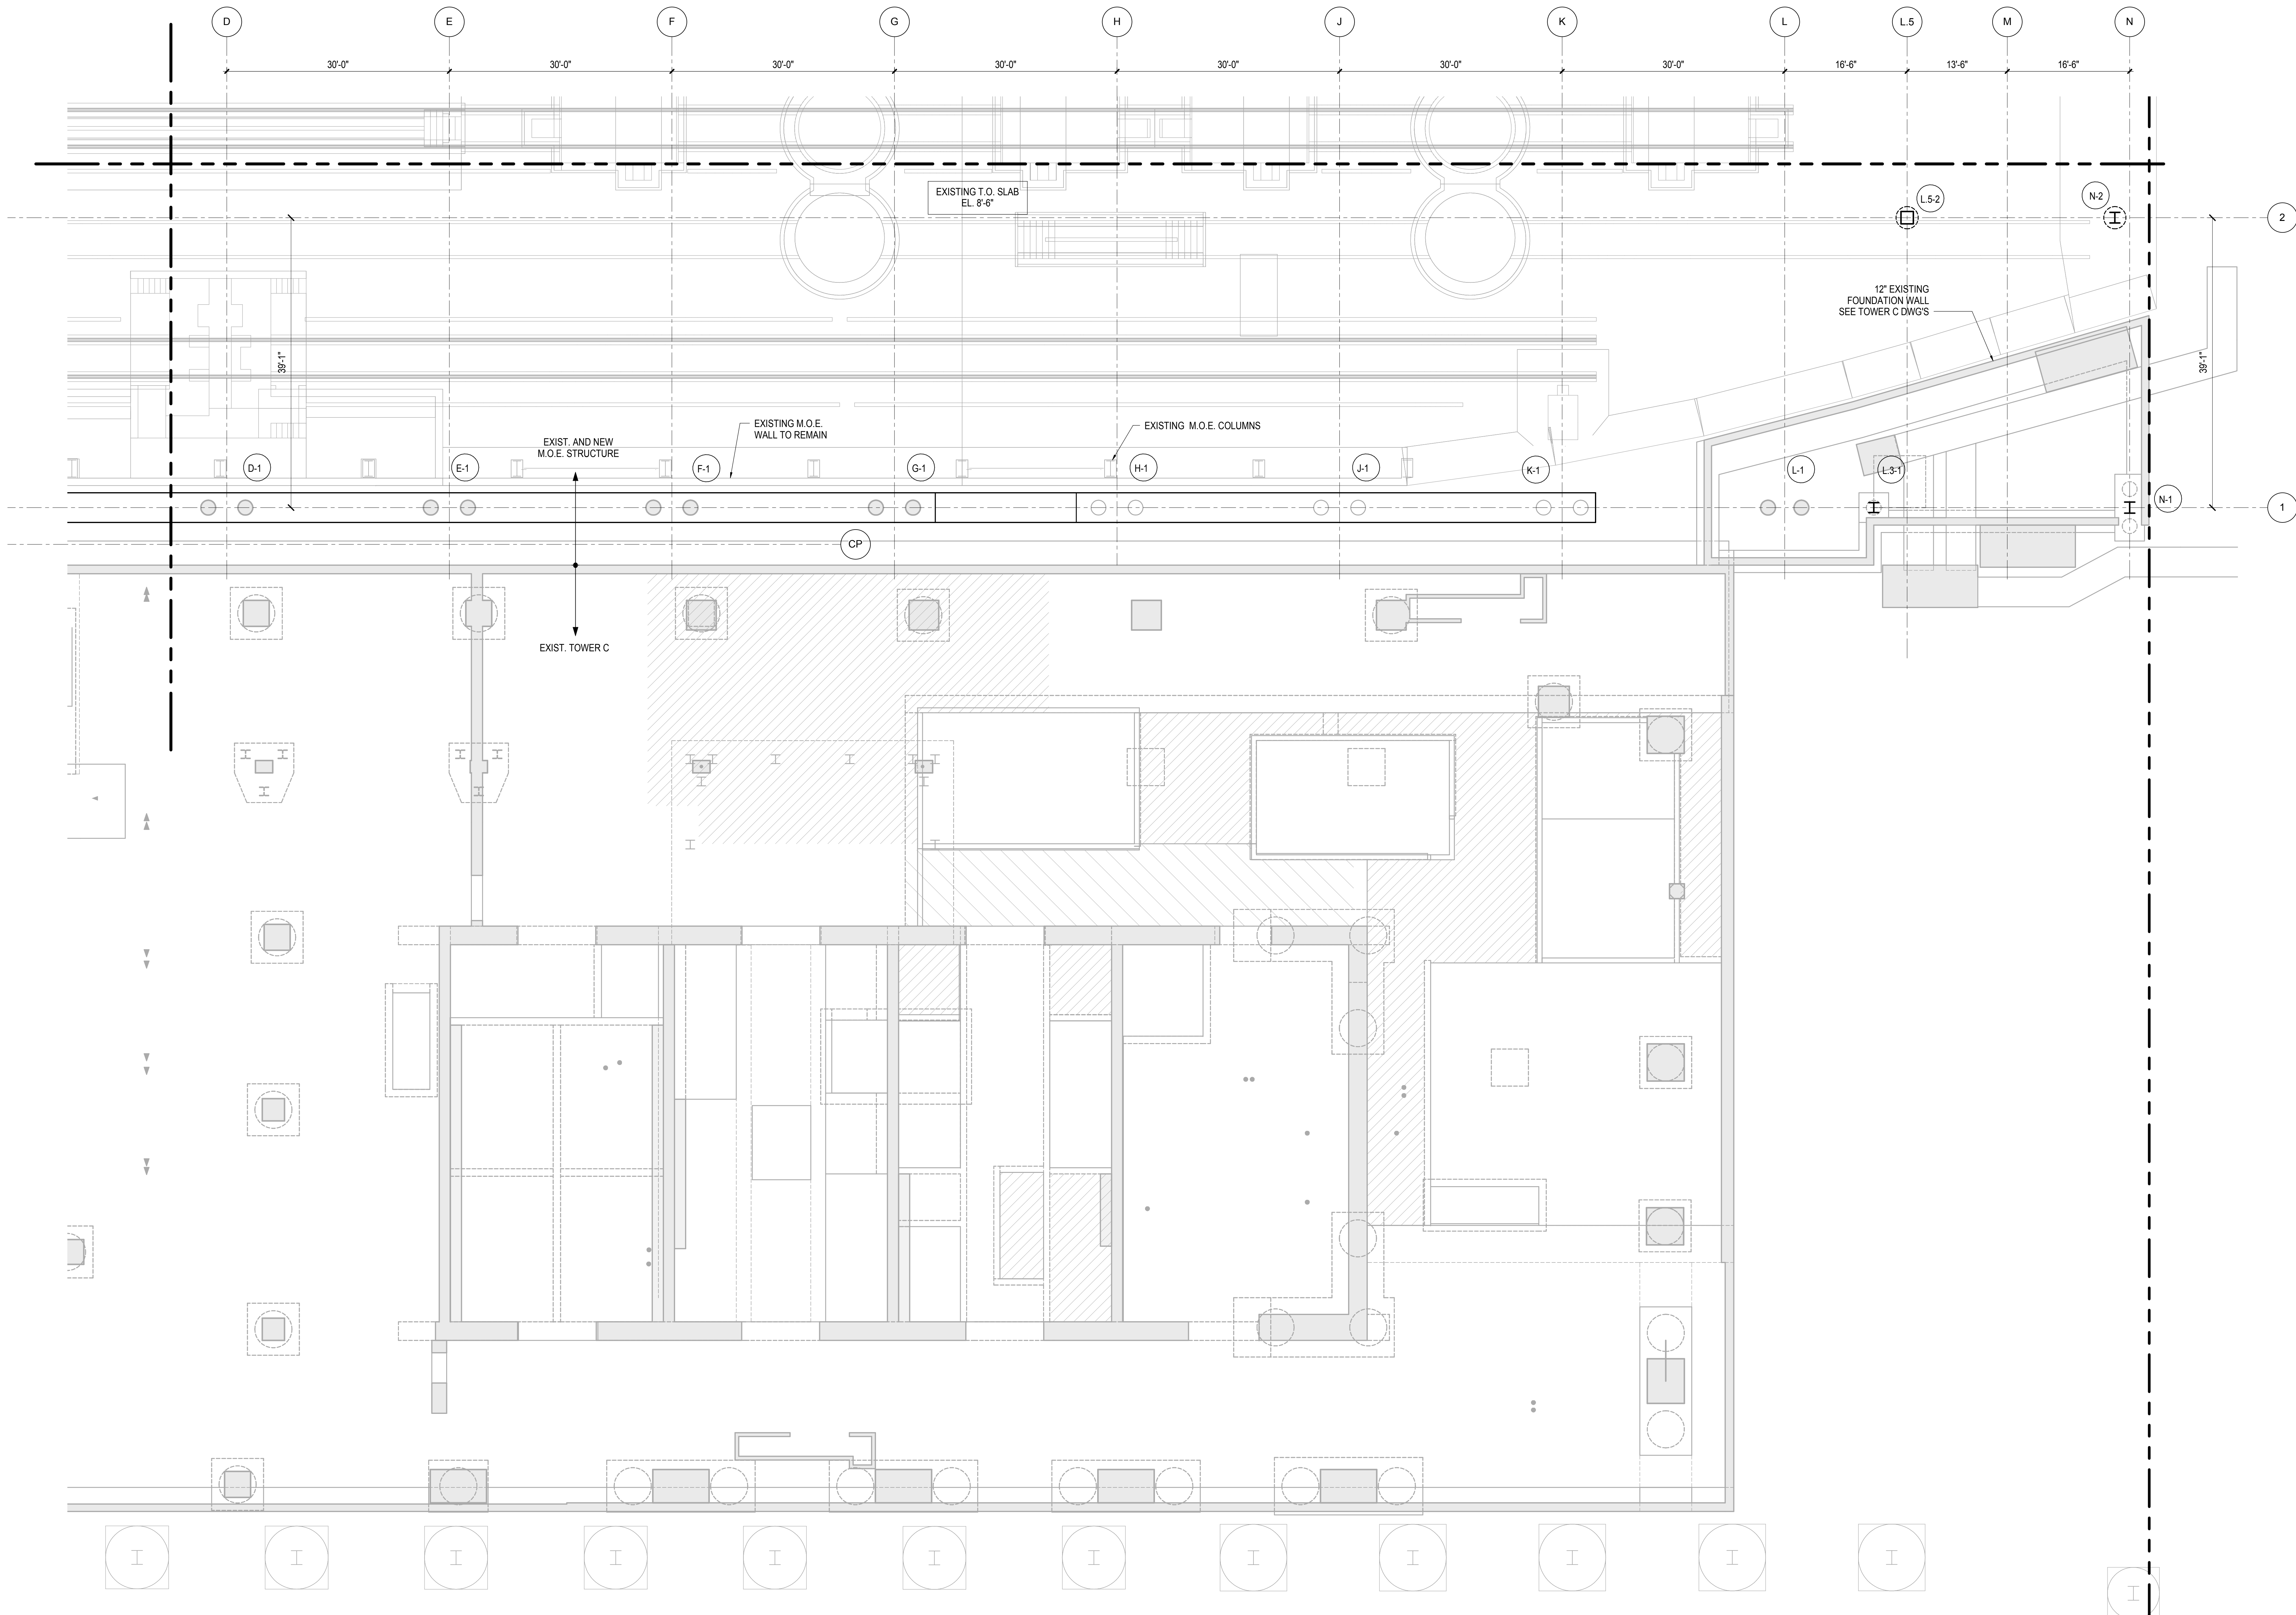 D
E
F
G
H
J
K
L
L.5
M
N
30'-0"
30'-0"
30'-0"
30'-0"
30'-0"
30'-0"
30'-0"
16'-6"
13'-6"
16'-6"
EXISTING T.O. SLAB
EL. 8'-6"
L.5-2
N-2
2
12" EXISTING
FOUNDATION WALL
SEE TOWER C DWG'S
39'-1"
39'-1"
EXISTING M.O.E.
WALL TO REMAIN
EXISTING M.O.E. COLUMNS
EXIST. AND NEW
M.O.E. STRUCTURE
D-1
E-1
F-1
G-1
H-1
J-1
K-1
L-1
L.3-1
N-1
1
CP
EXIST. TOWER C